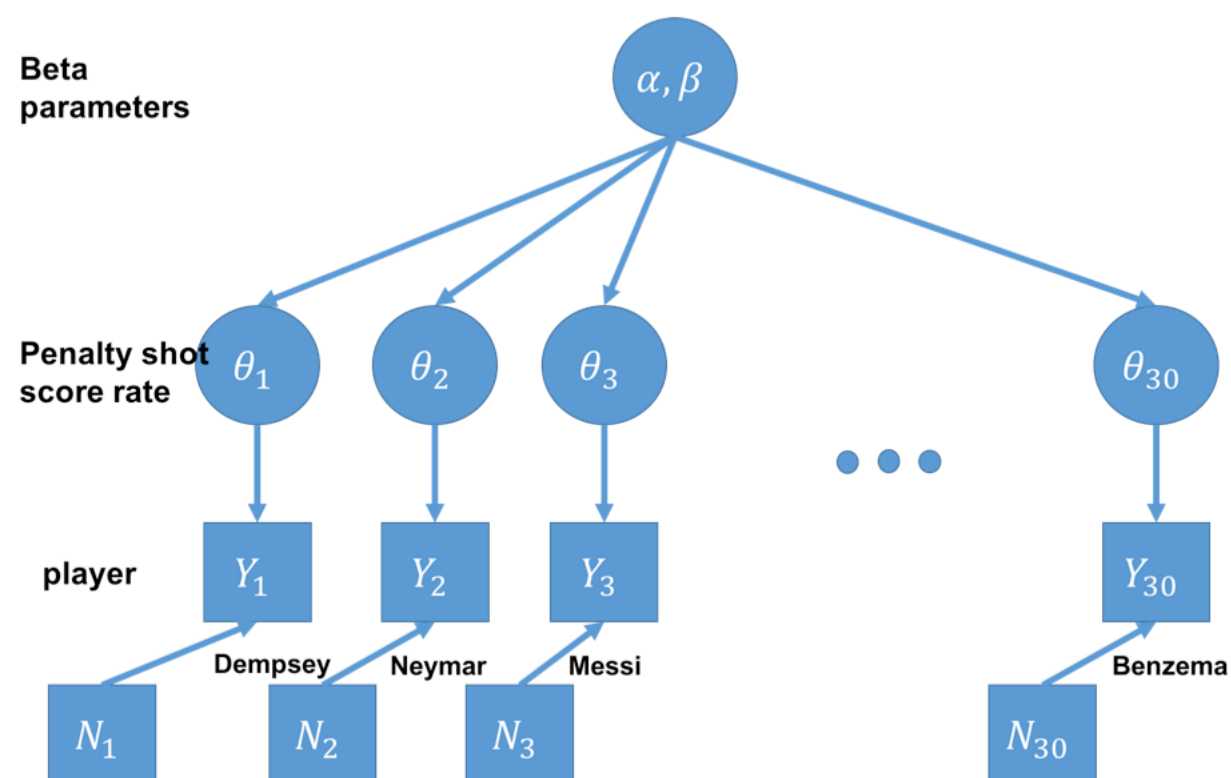 Beta
parameters
α, β
Penalty shot
score rate
θ₁
θ₂
θ₃
θ₃₀
player
Y₁
Y₂
Y₃
Y₃₀
Dempsey
Neymar
Messi
Benzema
N₁
N₂
N₃
N₃₀